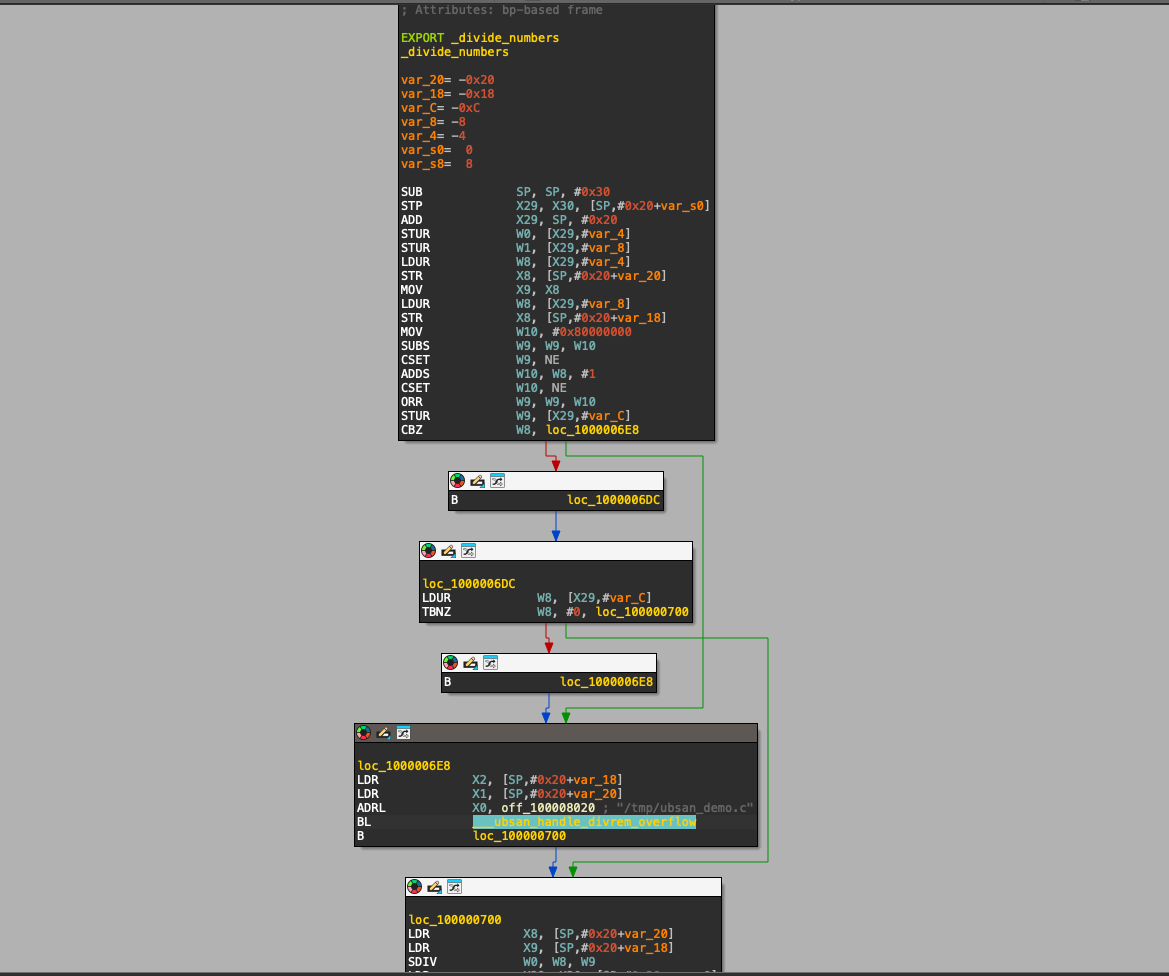 ; Attributes: bp-based frame
EXPORT _divide_numbers
_divide_numbers
var_20= -0x20
var_18= -0x18
var_C= -0xC
var_8= -8
var_4= -4
var_s0= 0
var_s8= 8
SUB SP, SP, #0x30
STP X29, X30, [SP,#0x20+var_s0]
ADD X29, SP, #0x20
STUR W0, [X29,#var_4]
STUR W1, [X29,#var_8]
LDUR W8, [X29,#var_4]
STR X8, [SP,#0x20+var_20]
MOV X9, X8
LDUR W8, [X29,#var_8]
STR X8, [SP,#0x20+var_18]
MOV W10, #0x80000000
SUBS W9, W9, W10
CSET W9, NE
ADDS W10, W8, #1
CSET W10, NE
ORR W9, W9, W10
STUR W9, [X29,#var_C]
CBZ W8, loc_1000006E8
B loc_1000006DC
loc_1000006DC
LDUR W8, [X29,#var_C]
TBNZ W8, #0, loc_100000700
B loc_1000006E8
loc_1000006E8
LDR X2, [SP,#0x20+var_18]
LDR X1, [SP,#0x20+var_20]
ADRL X0, off_100008020 ; "/tmp/ubsan_demo.c"
BL ___ubsan_handle_divrem_overflow
B loc_100000700
loc_100000700
LDR X8, [SP,#0x20+var_20]
LDR X9, [SP,#0x20+var_18]
SDIV W0, W8, W9